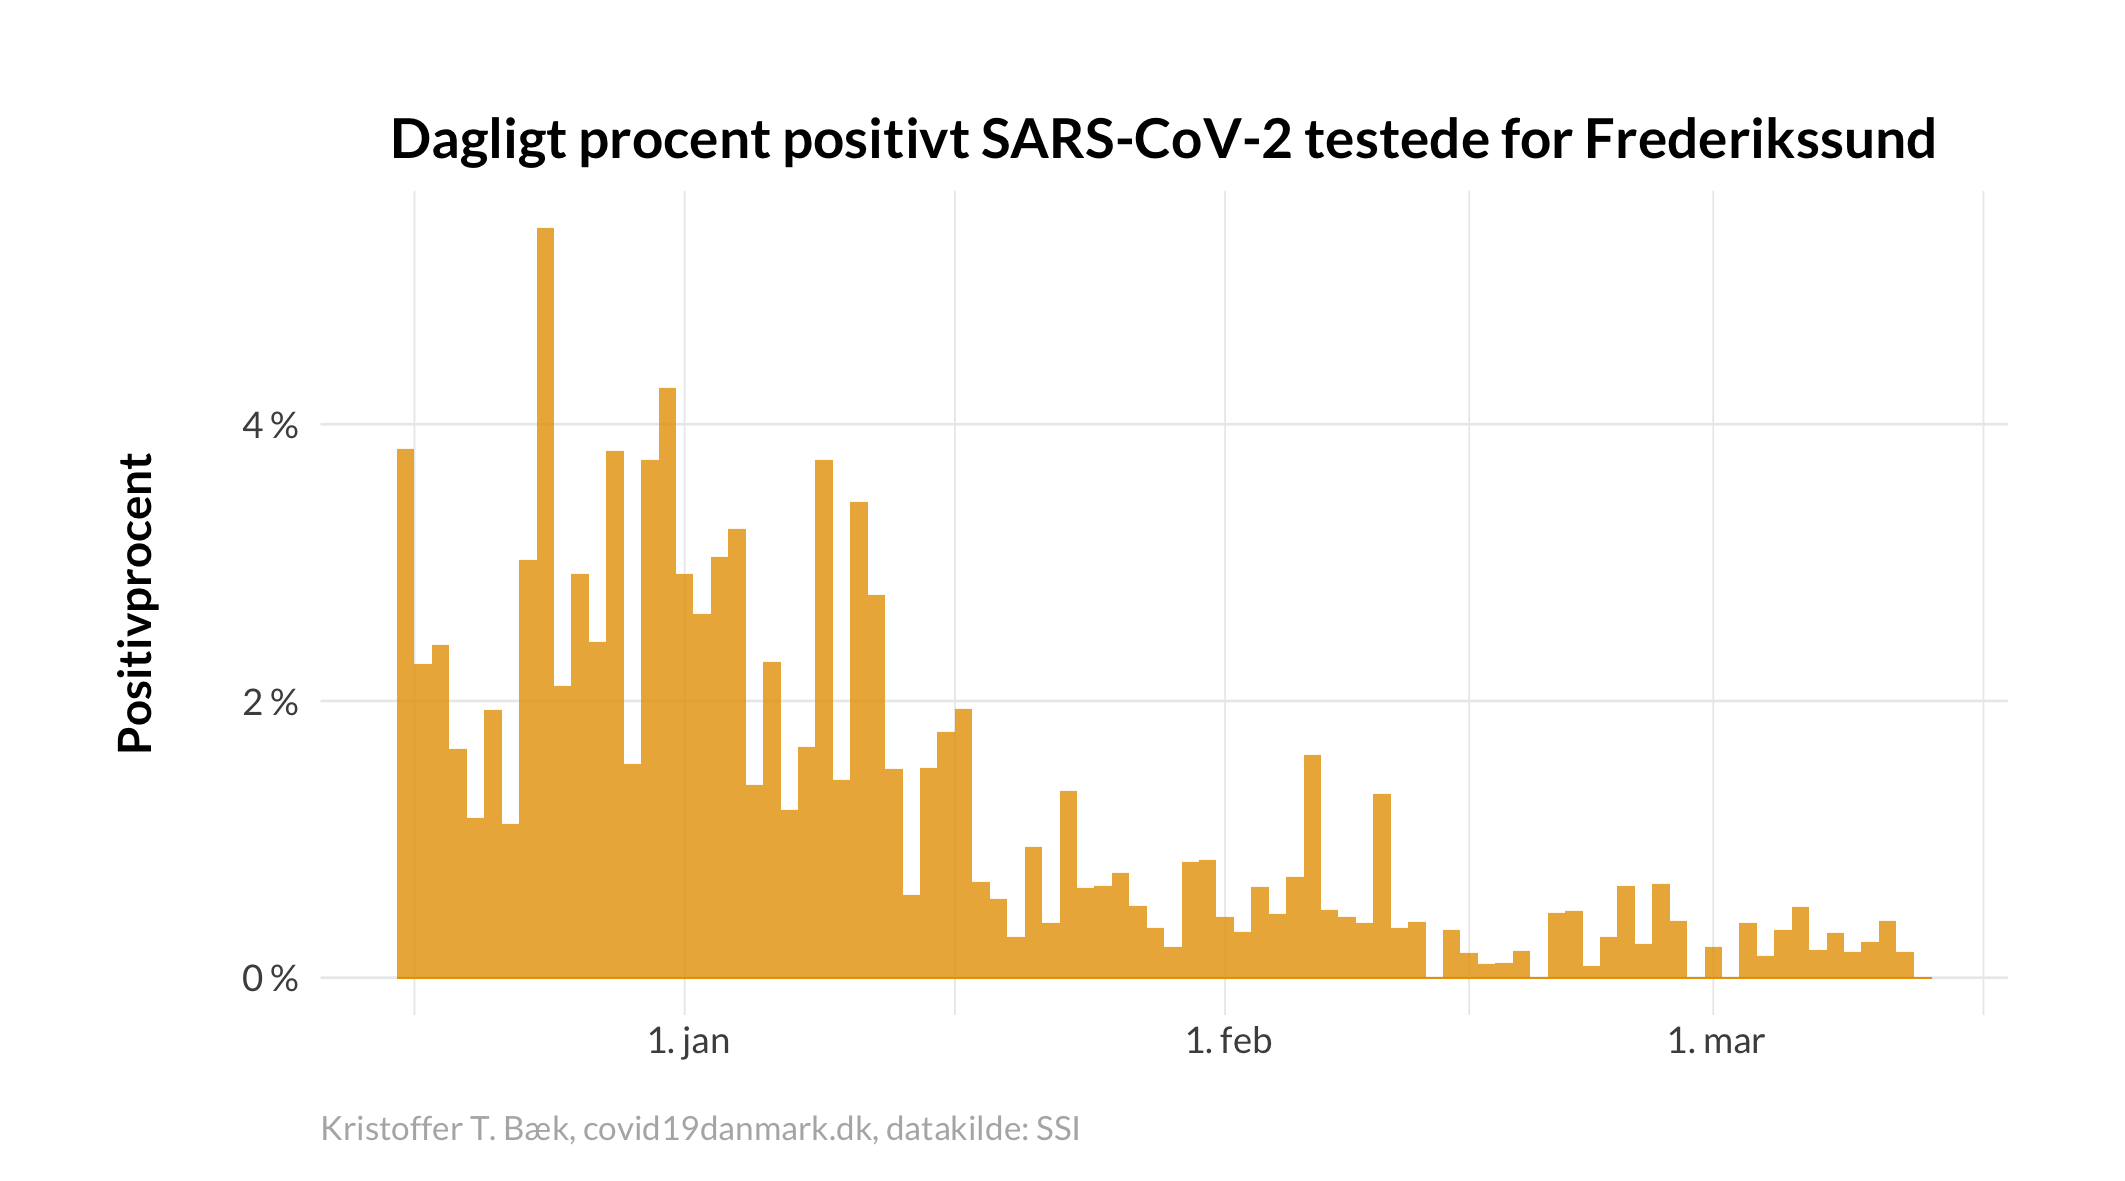 Dagligt procent positivt SARS-CoV-2 testede for Frederikssund
Positivprocent
4 %
2 %
0 %
1. jan
1. feb
1. mar
Kristoffer T. Bæk, covid19danmark.dk, datakilde: SSI